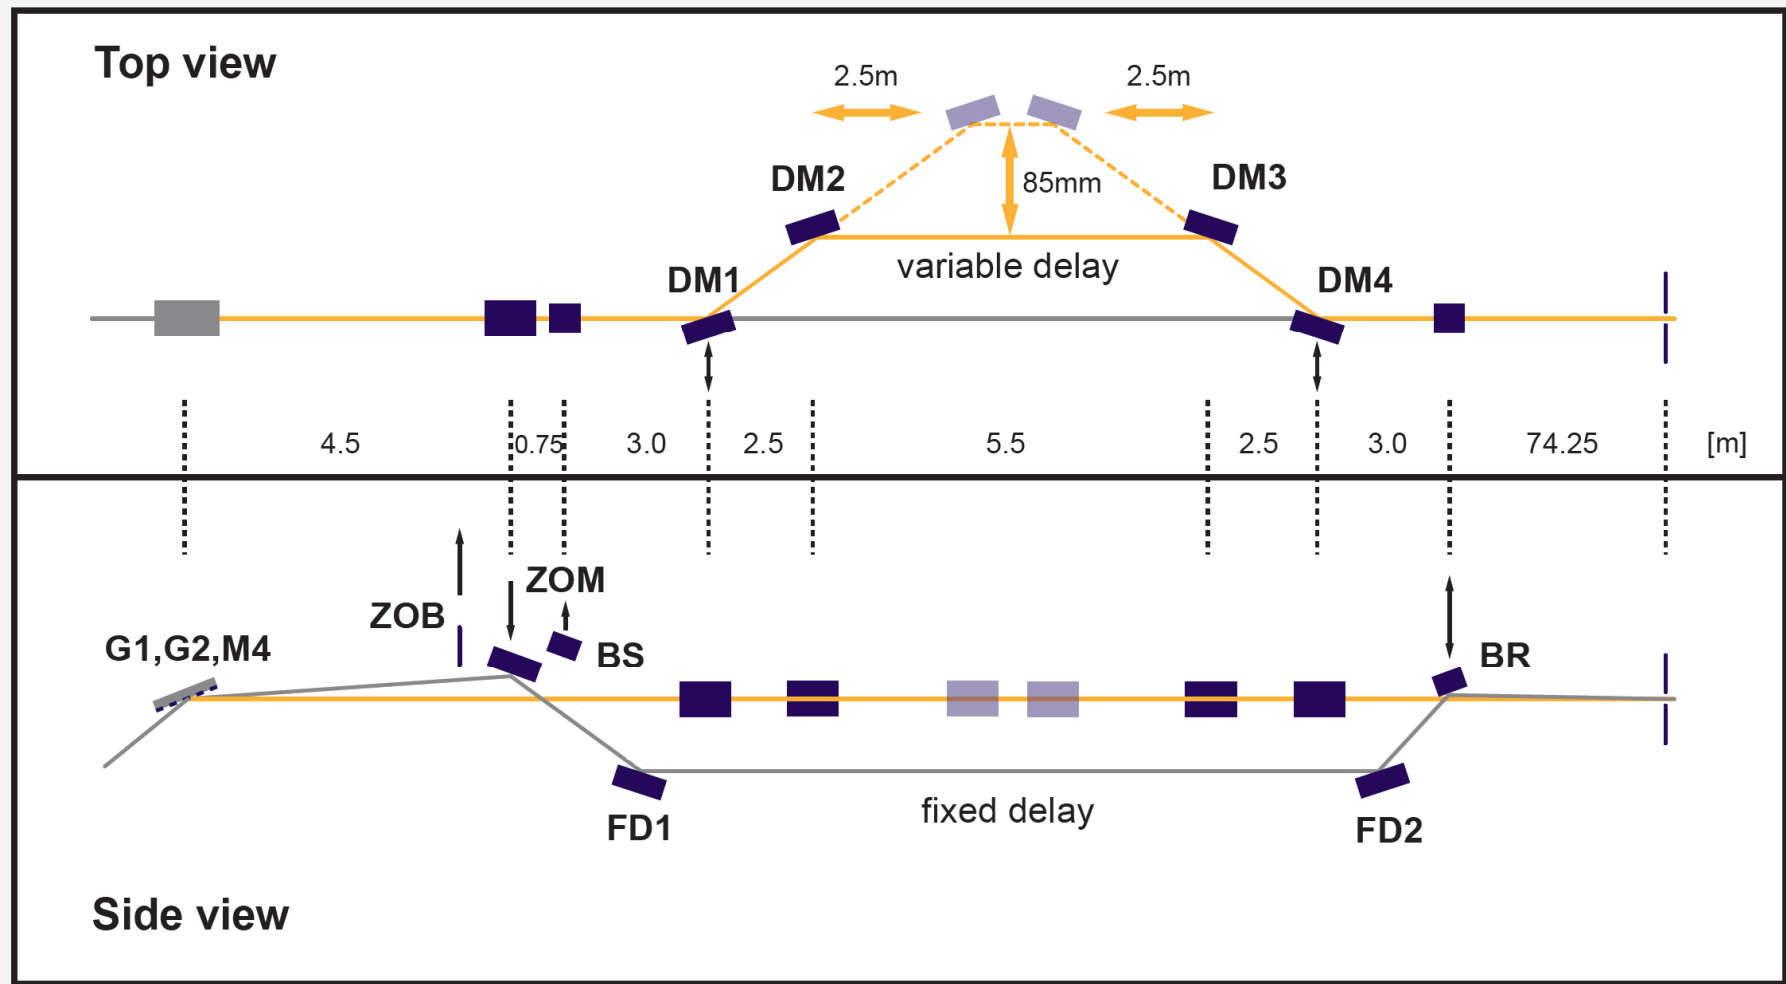 Top view
2.5m 2.5m
DM2 85mm DM3
variable delay
DM1 DM4
4.5 0.75 3.0 2.5 5.5 2.5 3.0 74.25 [m]
ZOM
ZOB
G1,G2,M4 BS BR
fixed delay
FD1 FD2
Side view